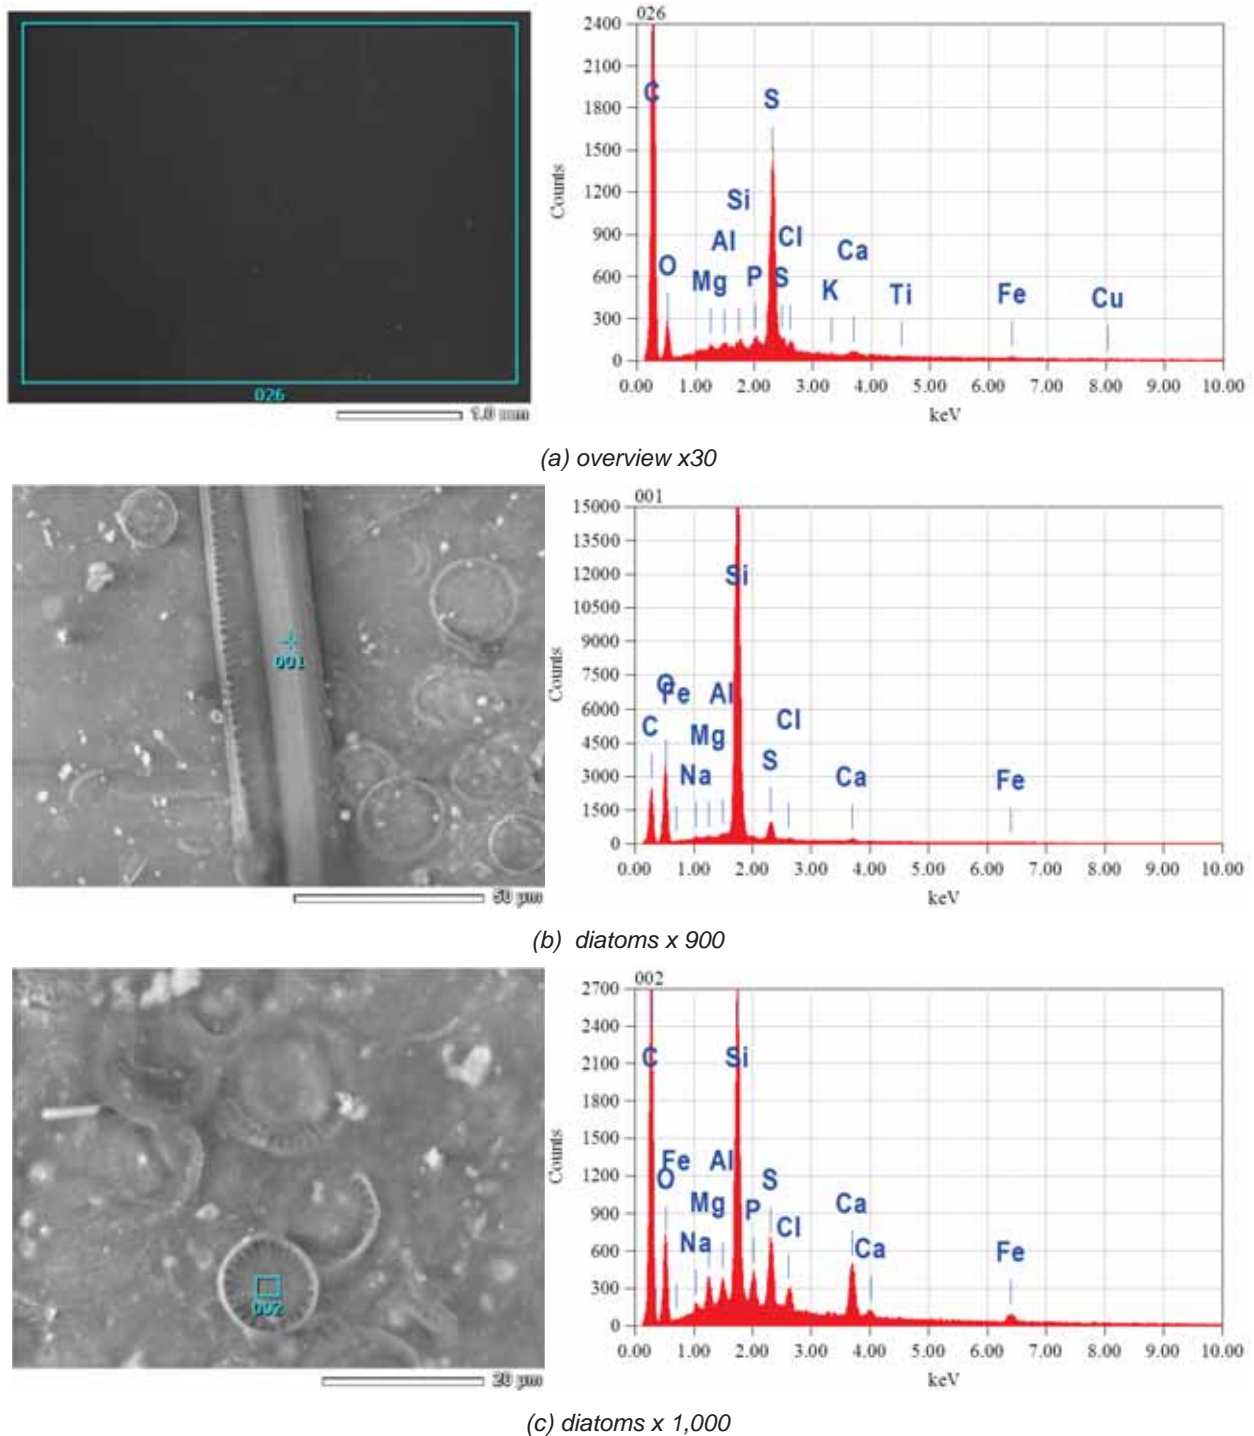 026
2400
2100
1800
1500
1200
900
600
300
0
Counts
C
O
Mg
Al
Si
P
S
S
Cl
K
Ca
Ti
Fe
Cu
0.00 1.00 2.00 3.00 4.00 5.00 6.00 7.00 8.00 9.00 10.00
keV
026
1.0 mm
(a) overview x30
001
15000
13500
12000
10500
9000
7500
6000
4500
3000
1500
0
Counts
C
O
Fe
Na
Mg
Al
Si
S
Cl
Ca
Fe
0.00 1.00 2.00 3.00 4.00 5.00 6.00 7.00 8.00 9.00 10.00
keV
001
50 µm
(b) diatoms x 900
002
2700
2400
2100
1800
1500
1200
900
600
300
0
Counts
C
O
Fe
Na
Mg
Al
Si
P
S
Cl
Ca
Ca
Fe
0.00 1.00 2.00 3.00 4.00 5.00 6.00 7.00 8.00 9.00 10.00
keV
002
20 µm
(c) diatoms x 1,000